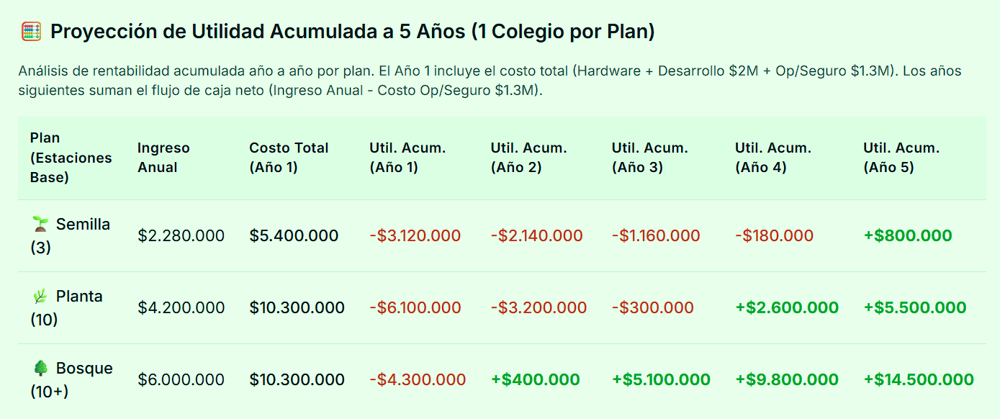 🧮 Proyección de Utilidad Acumulada a 5 Años (1 Colegio por Plan)
Análisis de rentabilidad acumulada año a año por plan. El Año 1 incluye el costo total (Hardware + Desarrollo $2M + Op/Seguro $1.3M). Los años
siguientes suman el flujo de caja neto (Ingreso Anual - Costo Op/Seguro $1.3M).
Plan (Estaciones Base) Ingreso Anual Costo Total (Año 1) Util. Acum. (Año 1) Util. Acum. (Año 2) Util. Acum. (Año 3) Util. Acum. (Año 4) Util. Acum. (Año 5)
🌱 Semilla (3) $2.280.000 $5.400.000 -$3.120.000 -$2.140.000 -$1.160.000 -$180.000 +$800.000
🌿 Planta (10) $4.200.000 $10.300.000 -$6.100.000 -$3.200.000 -$300.000 +$2.600.000 +$5.500.000
🌳 Bosque (10+) $6.000.000 $10.300.000 -$4.300.000 +$400.000 +$5.100.000 +$9.800.000 +$14.500.000